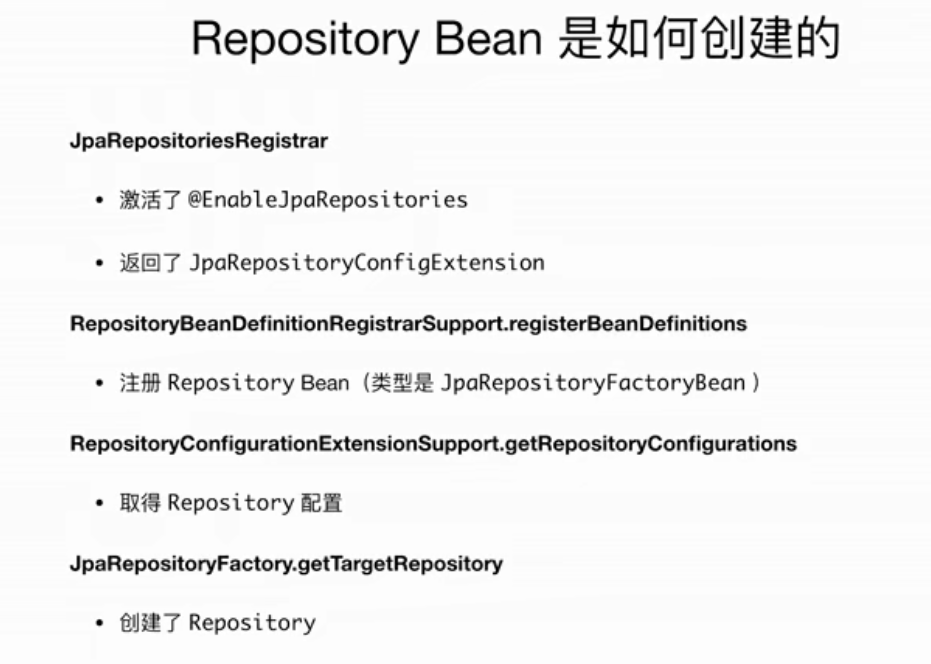 Repository Bean 是如何创建的
JpaRepositoriesRegistrar
• 激活了 @EnableJpaRepositories
• 返回了 JpaRepositoryConfigExtension
RepositoryBeanDefinitionRegistrarSupport.registerBeanDefinitions
• 注册 Repository Bean（类型是 JpaRepositoryFactoryBean ）
RepositoryConfigurationExtensionSupport.getRepositoryConfigurations
• 取得 Repository 配置
JpaRepositoryFactory.getTargetRepository
• 创建了 Repository